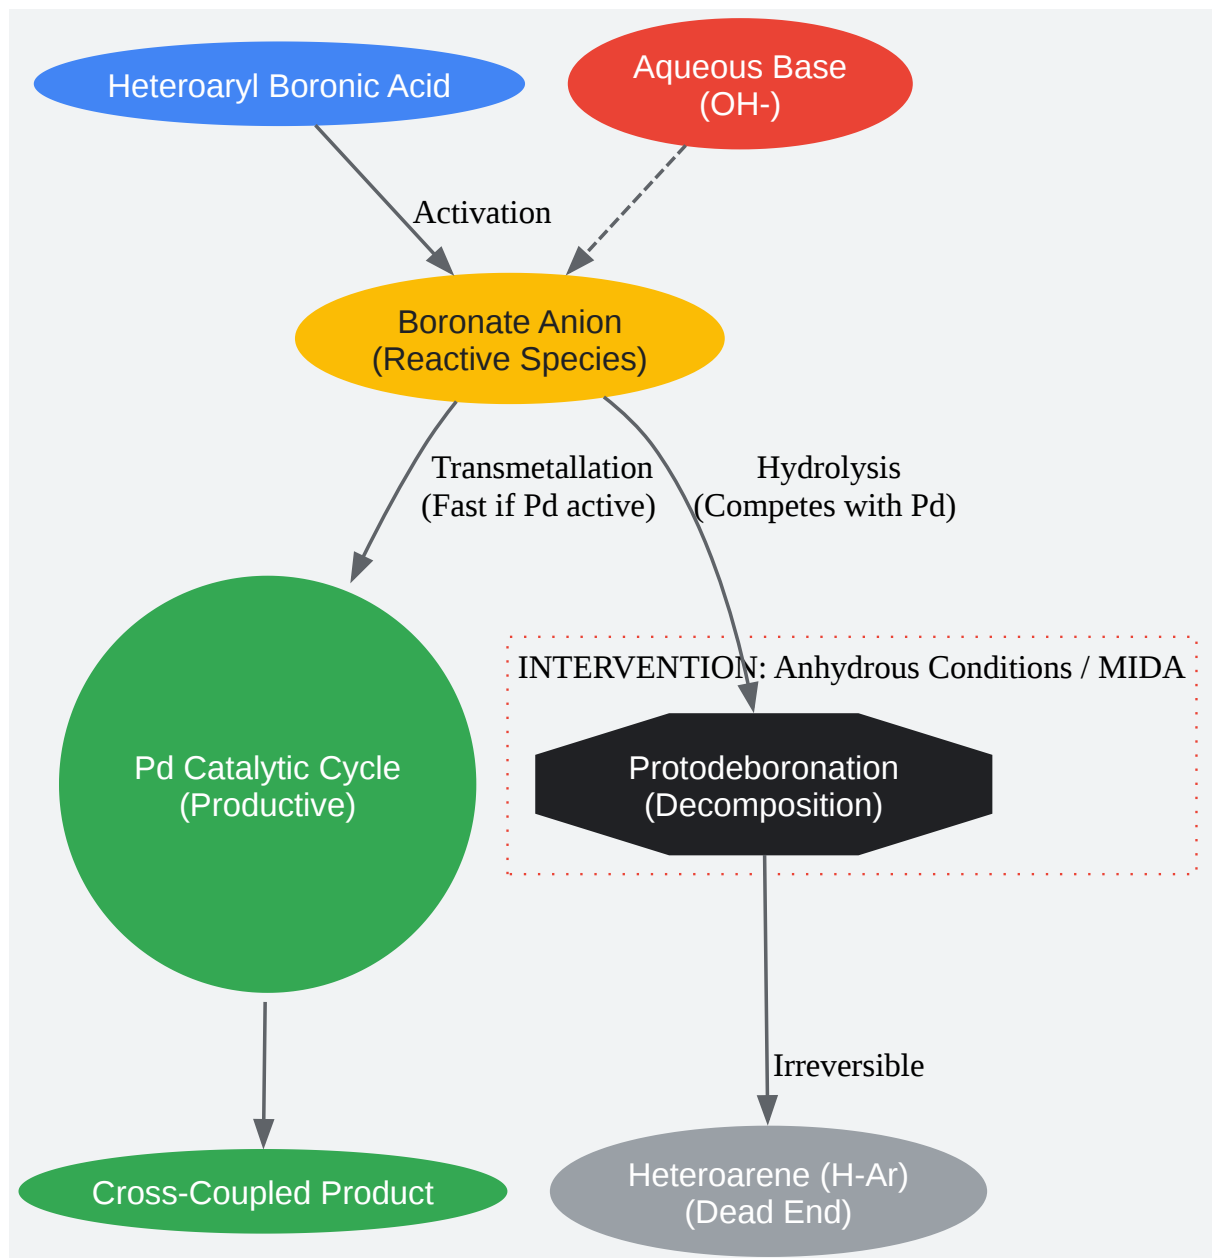 Heteroaryl Boronic Acid
Aqueous Base
(OH-)
Activation
Boronate Anion
(Reactive Species)
Transmetallation
(Fast if Pd active)
Hydrolysis
(Competes with Pd)
INTERVENTION: Anhydrous Conditions / MIDA
Pd Catalytic Cycle
(Productive)
Protodeboronation
(Decomposition)
Irreversible
Cross-Coupled Product
Heteroarene (H-Ar)
(Dead End)